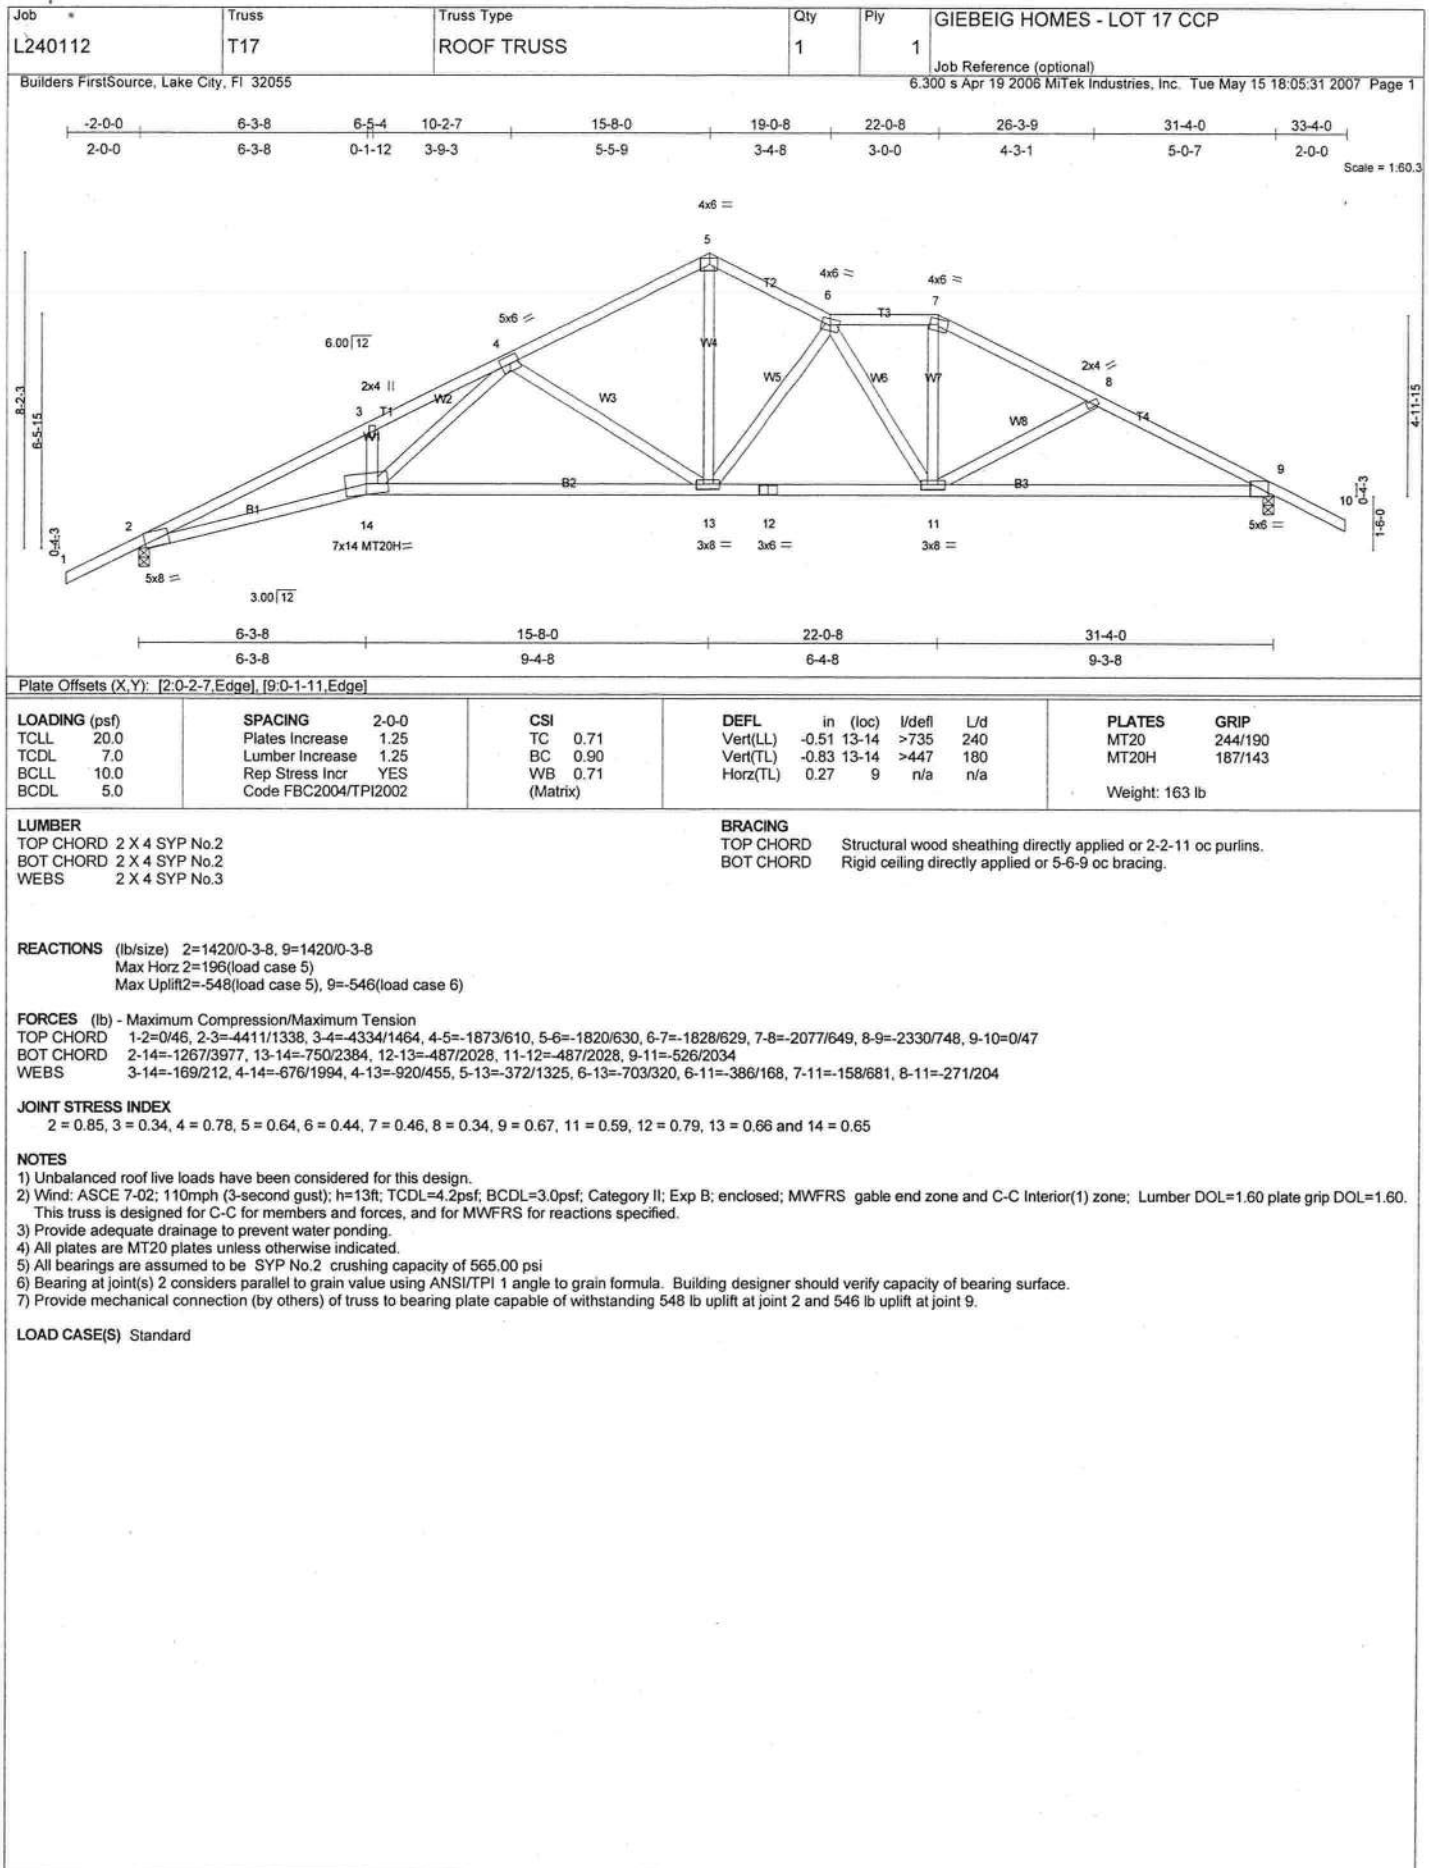 Job Truss Truss Type Qty Ply GIEBEIG HOMES - LOT 17 CCP
L240112 T17 ROOF TRUSS 1 1
Job Reference (optional)
Builders FirstSource, Lake City, Fl 32055 6.300 s Apr 19 2006 MiTek Industries, Inc. Tue May 15 18:05:31 2007 Page 1
-2-0-0 6-3-8 6-5-4 10-2-7 15-8-0 19-0-8 22-0-8 26-3-9 31-4-0 33-4-0
2-0-0 6-3-8 0-1-12 3-9-3 5-5-9 3-4-8 3-0-0 4-3-1 5-0-7 2-0-0
Scale = 1:60.3
4x6 =
5
T2
4x6 =
6
4x6 =
7
T3
5x6 =
4
6.00 12
2x4 ||
3
T1
W2
W1
W3
W4
W5
W6
W7
2x4 =
8
W8
T4
8-2-3
6-5-15
4-11-15
9
B2
B3
B1
2
0-4-3
1
10
0-4-3
1-6-0
14
13
12
11
7x14 MT20H=
3x8 =
3x6 =
3x8 =
5x6 =
5x8 =
3.00 12
6-3-8 15-8-0 22-0-8 31-4-0
6-3-8 9-4-8 6-4-8 9-3-8
Plate Offsets (X,Y): [2:0-2-7,Edge], [9:0-1-11,Edge]
LOADING (psf) SPACING 2-0-0 CSI DEFL in (loc) l/defl L/d PLATES GRIP
TCLL 20.0 Plates Increase 1.25 TC 0.71 Vert(LL) -0.51 13-14 >735 240 MT20 244/190
TCDL 7.0 Lumber Increase 1.25 BC 0.90 Vert(TL) -0.83 13-14 >447 180 MT20H 187/143
BCLL 10.0 Rep Stress Incr YES WB 0.71 Horz(TL) 0.27 9 n/a n/a
BCDL 5.0 Code FBC2004/TPI2002 (Matrix) Weight: 163 lb
LUMBER
TOP CHORD 2 X 4 SYP No.2
BOT CHORD 2 X 4 SYP No.2
WEBS 2 X 4 SYP No.3
BRACING
TOP CHORD Structural wood sheathing directly applied or 2-2-11 oc purlins.
BOT CHORD Rigid ceiling directly applied or 5-6-9 oc bracing.
REACTIONS (lb/size) 2=1420/0-3-8, 9=1420/0-3-8
Max Horz 2=196(load case 5)
Max Uplift2=-548(load case 5), 9=-546(load case 6)
FORCES (lb) - Maximum Compression/Maximum Tension
TOP CHORD 1-2=0/46, 2-3=-4411/1338, 3-4=-4334/1464, 4-5=-1873/610, 5-6=-1820/630, 6-7=-1828/629, 7-8=-2077/649, 8-9=-2330/748, 9-10=0/47
BOT CHORD 2-14=-1267/3977, 13-14=-750/2384, 12-13=-487/2028, 11-12=-487/2028, 9-11=-526/2034
WEBS 3-14=-169/212, 4-14=-676/1994, 4-13=-920/455, 5-13=-372/1325, 6-13=-703/320, 6-11=-386/168, 7-11=-158/681, 8-11=-271/204
JOINT STRESS INDEX
2 = 0.85, 3 = 0.34, 4 = 0.78, 5 = 0.64, 6 = 0.44, 7 = 0.46, 8 = 0.34, 9 = 0.67, 11 = 0.59, 12 = 0.79, 13 = 0.66 and 14 = 0.65
NOTES
1) Unbalanced roof live loads have been considered for this design.
2) Wind: ASCE 7-02; 110mph (3-second gust); h=13ft; TCDL=4.2psf; BCDL=3.0psf; Category II; Exp B; enclosed; MWFRS gable end zone and C-C Interior(1) zone; Lumber DOL=1.60 plate grip DOL=1.60.
This truss is designed for C-C for members and forces, and for MWFRS for reactions specified.
3) Provide adequate drainage to prevent water ponding.
4) All plates are MT20 plates unless otherwise indicated.
5) All bearings are assumed to be SYP No.2 crushing capacity of 565.00 psi
6) Bearing at joint(s) 2 considers parallel to grain value using ANSI/TPI 1 angle to grain formula. Building designer should verify capacity of bearing surface.
7) Provide mechanical connection (by others) of truss to bearing plate capable of withstanding 548 lb uplift at joint 2 and 546 lb uplift at joint 9.
LOAD CASE(S) Standard